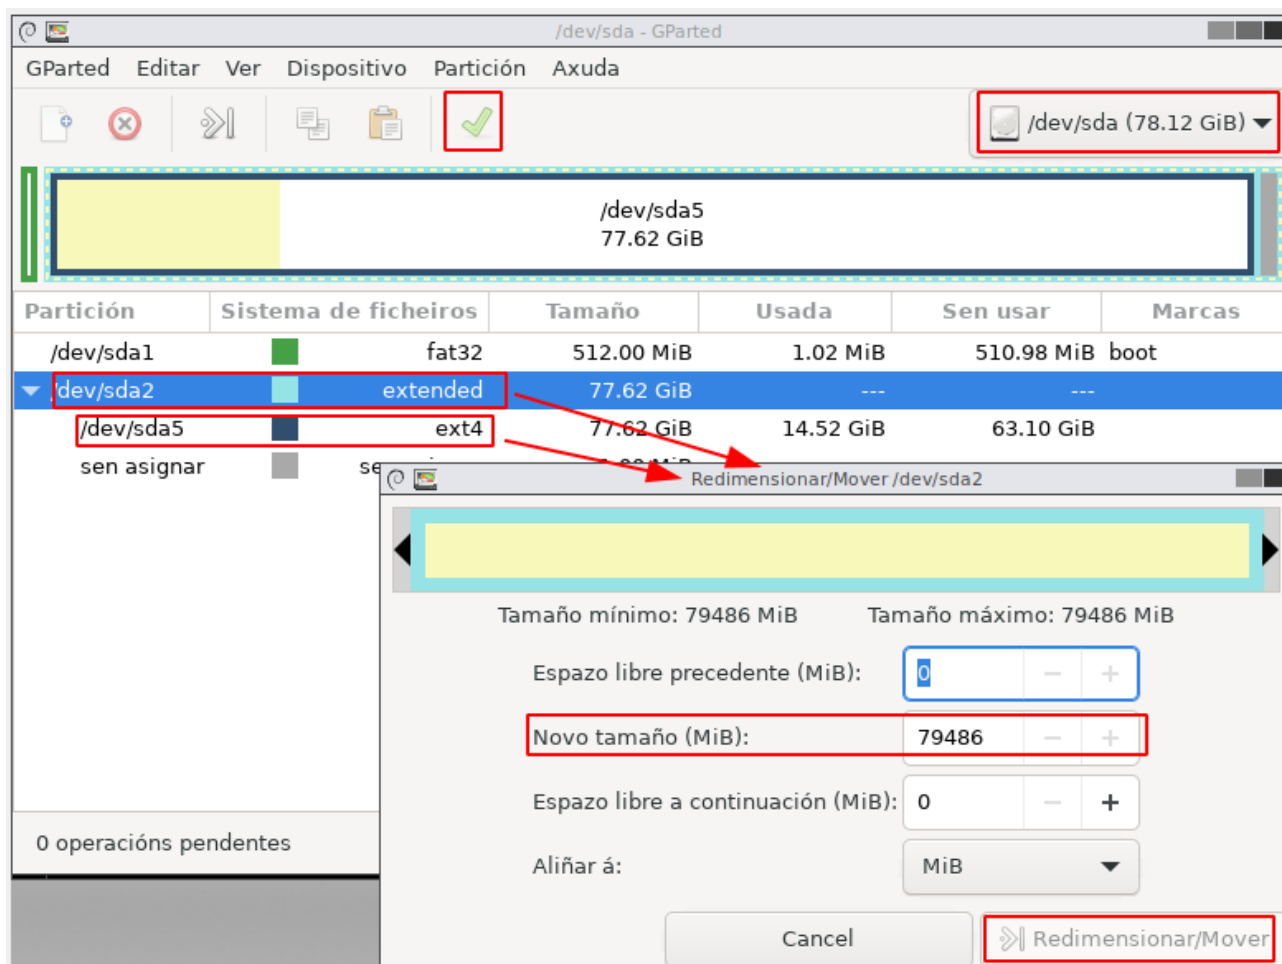 /dev/sda - GParted
GParted Editar Ver Dispositivo Partición Axuda
/dev/sda (78.12 GiB)
/dev/sda5
77.62 GiB
Partición Sistema de ficheiros Tamaño Usada Sen usar Marcas
/dev/sda1 fat32 512.00 MiB 1.02 MiB 510.98 MiB boot
/dev/sda2 extended 77.62 GiB --- ---
/dev/sda5 ext4 77.62 GiB 14.52 GiB 63.10 GiB
sen asignar
Redimensionar/Mover /dev/sda2
Tamaño mínimo: 79486 MiB Tamaño máximo: 79486 MiB
Espazo libre precedente (MiB): 0
Novo tamaño (MiB): 79486
Espazo libre a continuación (MiB): 0
0 operacións pendentes
Aliñar á: MiB
Cancel Redimensionar/Mover